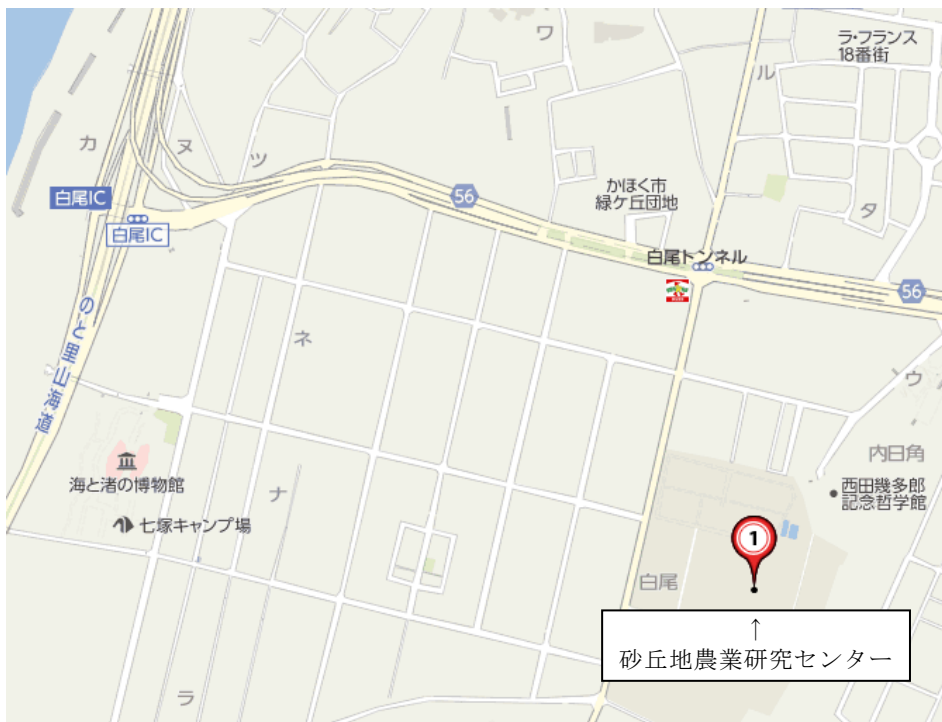 ワ
ラ・フランス
18番街
ル
カ
ヌ
ツ
白尾IC
56
かほく市
緑ケ丘団地
タ
白尾IC
白尾トンネル
56
のと里山海道
ネ
ウ
内日角
海と渚の博物館
ナ
西田幾多郎
記念哲学館
七塚キャンプ場
1
白尾
↑
砂丘地農業研究センター
ラ